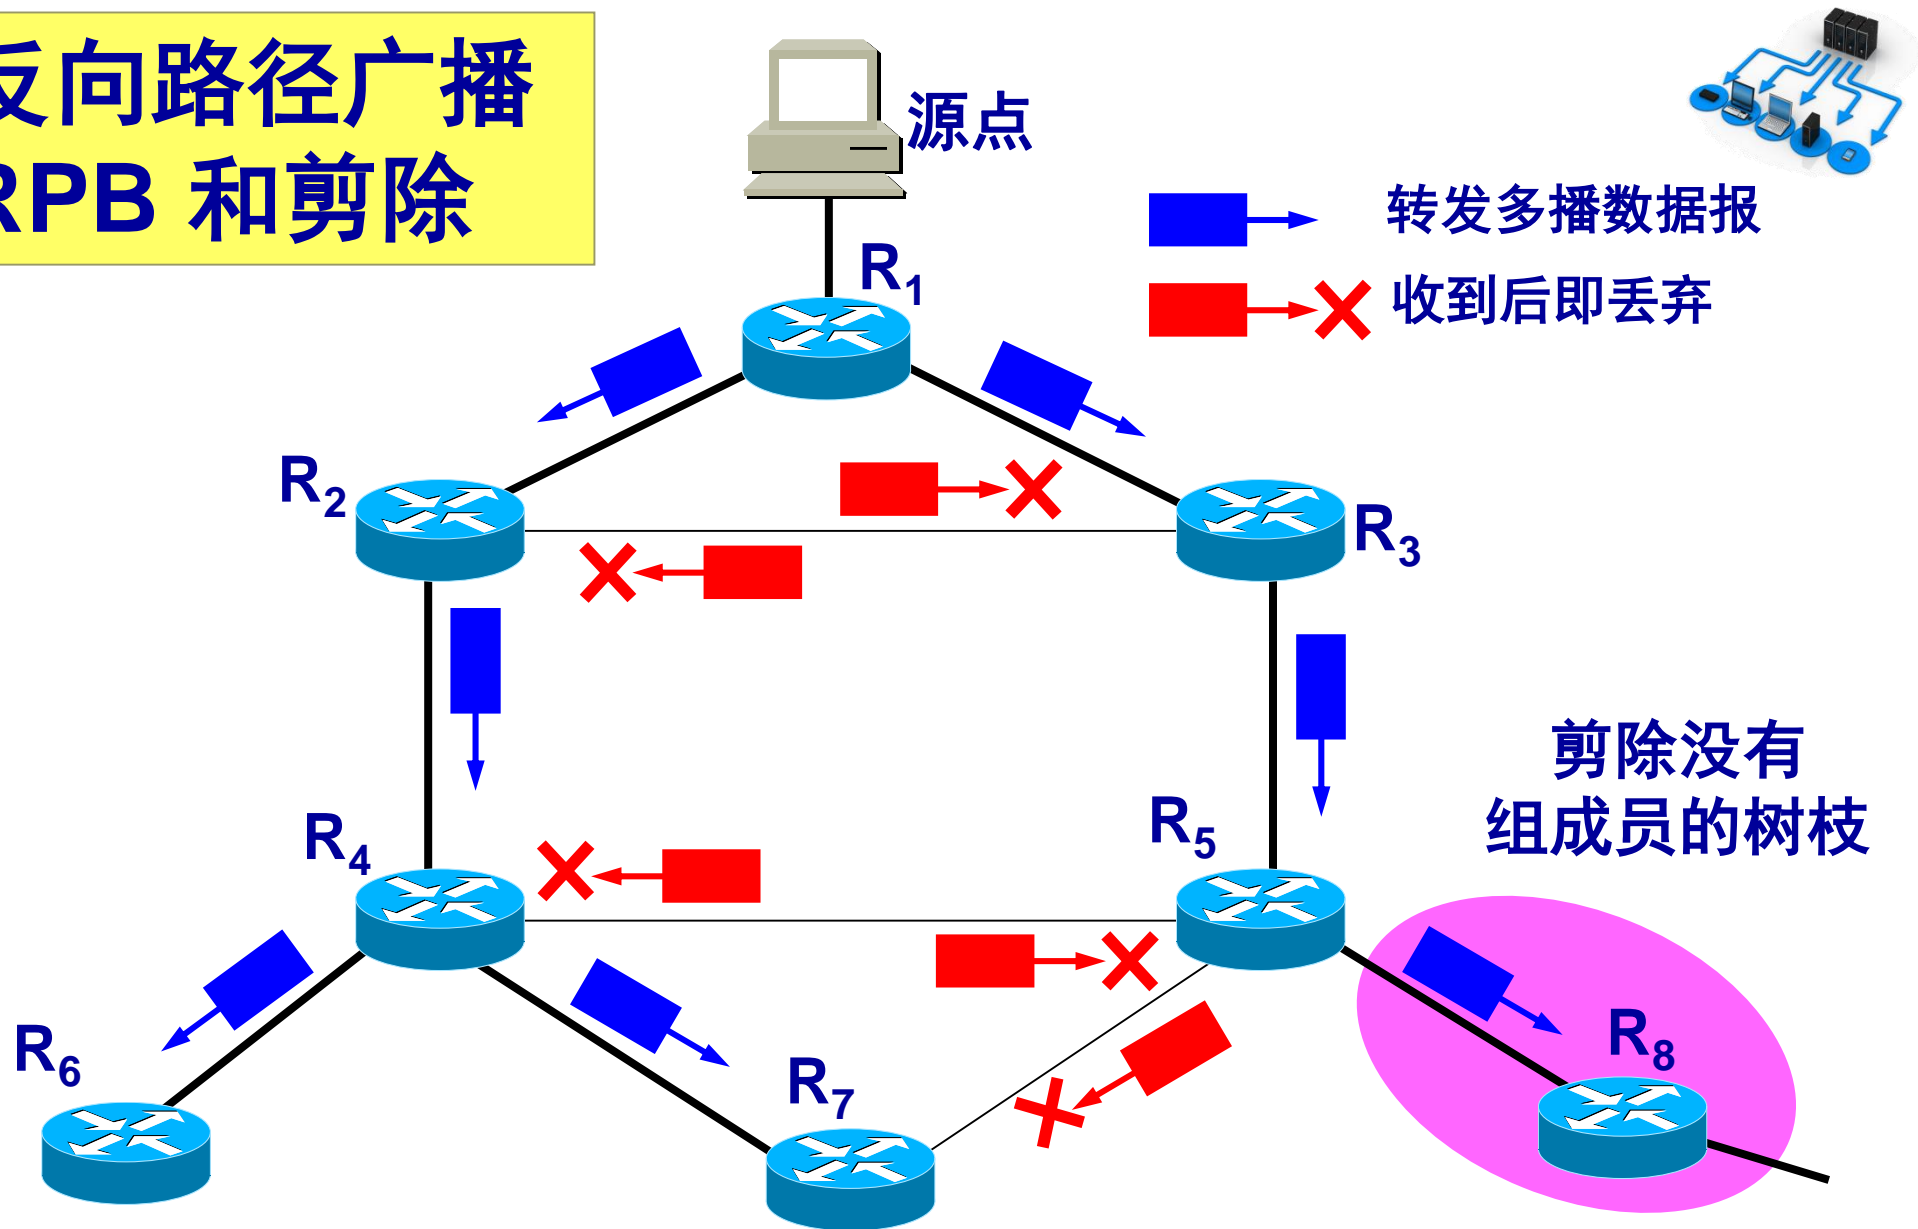 反向路径广播
RPB 和剪除
源点
转发多播数据报
收到后即丢弃
R1
R2
R3
R4
R5
剪除没有
组成员的树枝
R6
R7
R8